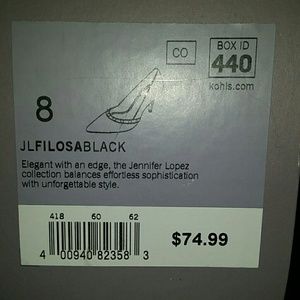 CO
BOX ID
440
kohls.com
8
JLFILOSABLACK
Elegant with an edge, the Jennifer Lopez
collection balances effortless sophistication
with unforgettable style.
418 60 62
4 00940 82358 3
$74.99